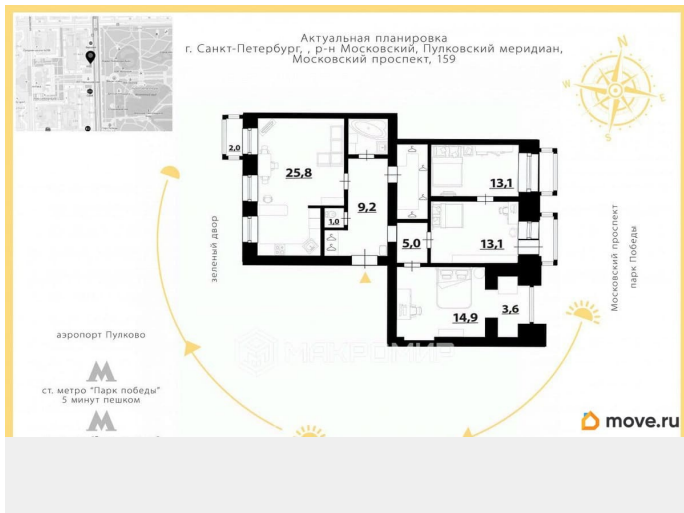 Актуальная планировка
г. Санкт-Петербург, , р-н Московский, Пулковский меридиан,
Московский проспект, 159
N
W
E
S
2,0
25,8
9,2
1,0
5,0
13,1
13,1
14,9
3,6
зеленый двор
Московский проспект
парк Победы
аэропорт Пулково
ст. метро "Парк победы"
5 минут пешком
ИНКРОМИР
move.ru